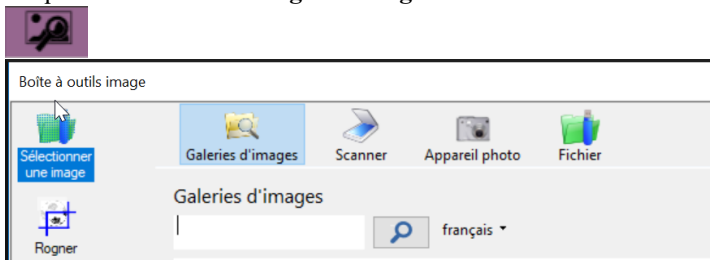 Boîte à outils image
Sélectionner
une image
Galeries d'images
Scanner
Appareil photo
Fichier
Galeries d'images
français
Rogner